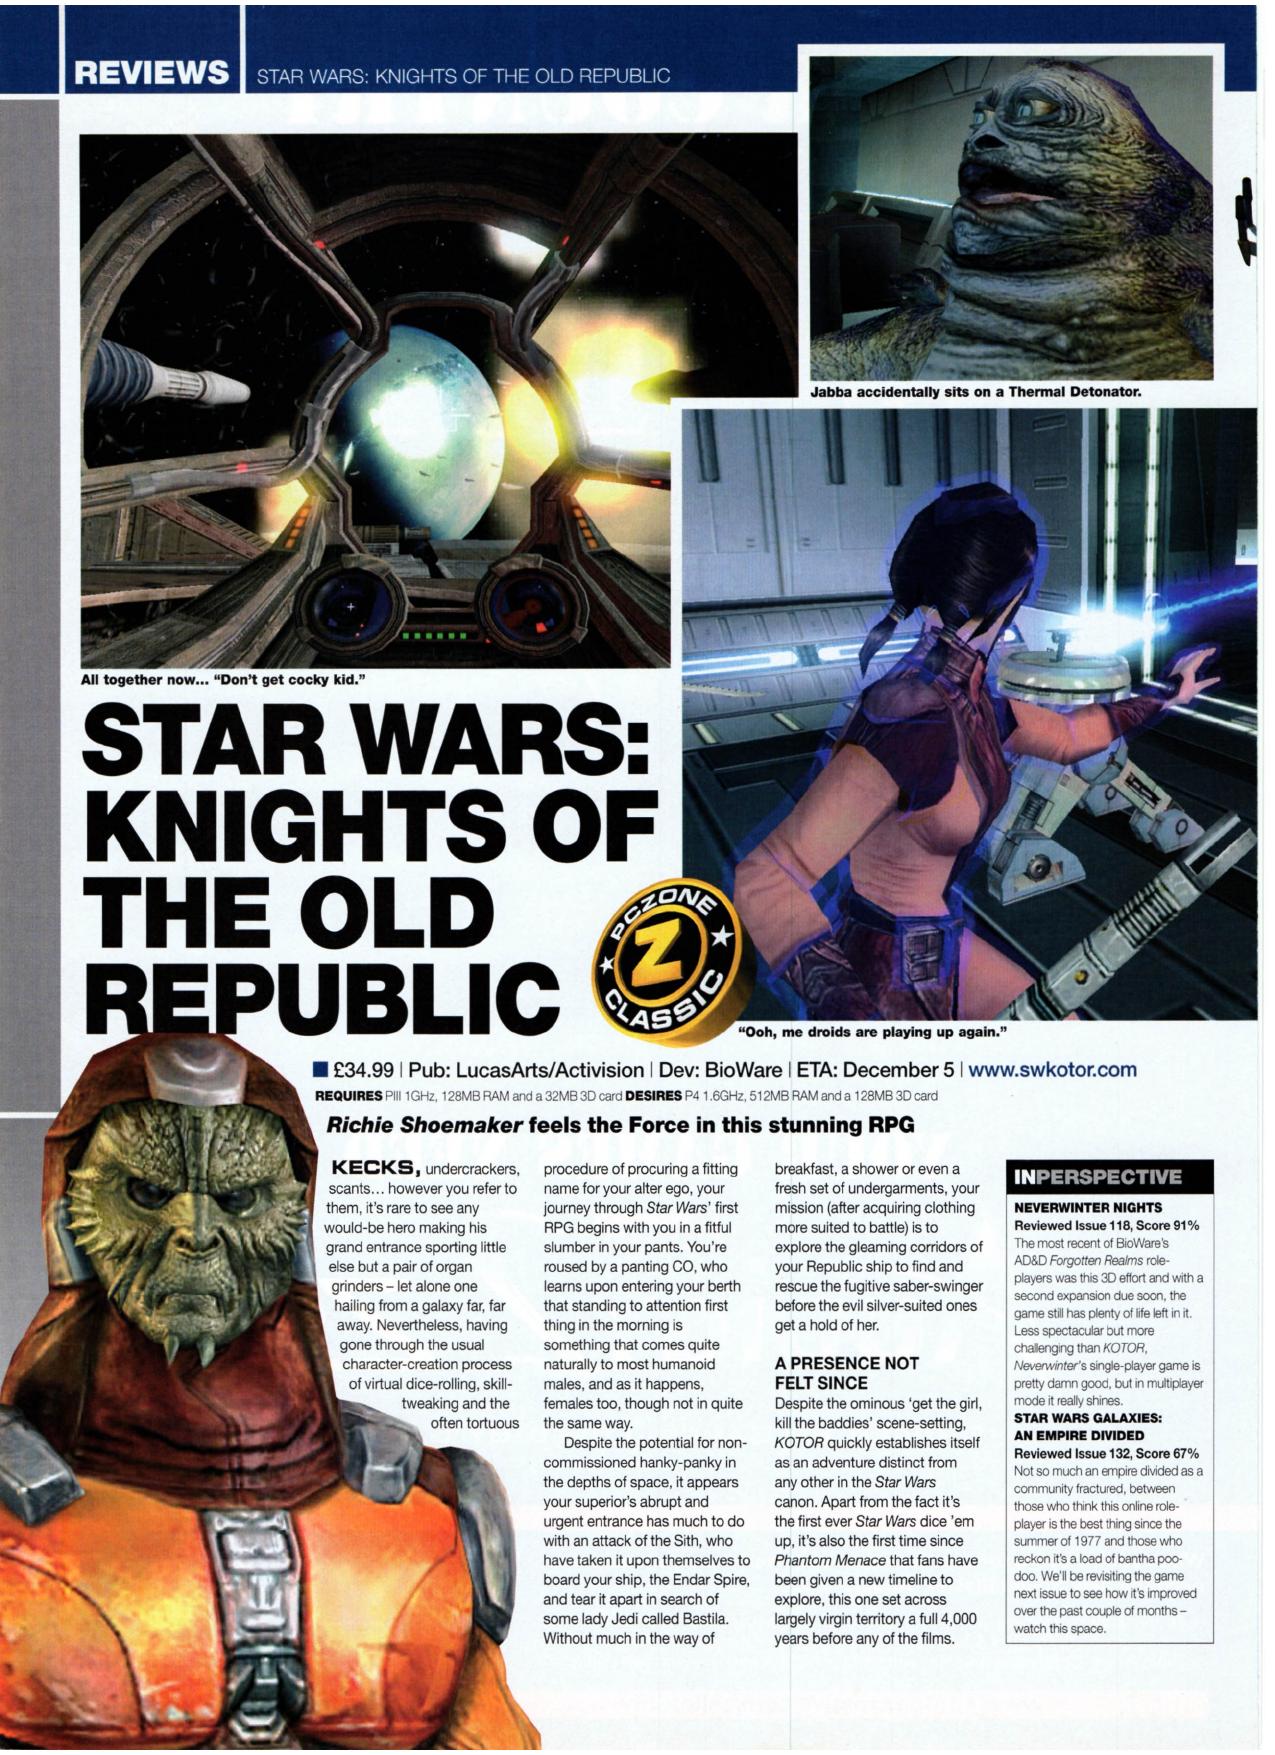 REVIEWS
STAR WARS: KNIGHTS OF THE OLD REPUBLIC
Jabba accidentally sits on a Thermal Detonator.
All together now... “Don’t get cocky kid.”
STAR WARS:
KNIGHTS OF
THE OLD
REPUBLIC
PCZONE
Z
CLASSIC
“Ooh, me droids are playing up again.”
£34.99 | Pub: LucasArts/Activision | Dev: BioWare | ETA: December 5 | www.swkotor.com
REQUIRES PIII 1GHz, 128MB RAM and a 32MB 3D card DESIRES P4 1.6GHz, 512MB RAM and a 128MB 3D card
Richie Shoemaker feels the Force in this stunning RPG
KECKS, undercrackers,
scants... however you refer to
them, it’s rare to see any
would-be hero making his
grand entrance sporting little
else but a pair of organ
grinders – let alone one
hailing from a galaxy far, far
away. Nevertheless, having
gone through the usual
character-creation process
of virtual dice-rolling, skill-
tweaking and the
often tortuous
procedure of procuring a fitting
name for your alter ego, your
journey through Star Wars’ first
RPG begins with you in a fitful
slumber in your pants. You’re
roused by a panting CO, who
learns upon entering your berth
that standing to attention first
thing in the morning is
something that comes quite
naturally to most humanoid
males, and as it happens,
females too, though not in quite
the same way.
Despite the potential for non-
commissioned hanky-panky in
the depths of space, it appears
your superior’s abrupt and
urgent entrance has much to do
with an attack of the Sith, who
have taken it upon themselves to
board your ship, the Endar Spire,
and tear it apart in search of
some lady Jedi called Bastila.
Without much in the way of
breakfast, a shower or even a
fresh set of undergarments, your
mission (after acquiring clothing
more suited to battle) is to
explore the gleaming corridors of
your Republic ship to find and
rescue the fugitive saber-swinger
before the evil silver-suited ones
get a hold of her.
A PRESENCE NOT
FELT SINCE
Despite the ominous ‘get the girl,
kill the baddies’ scene-setting,
KOTOR quickly establishes itself
as an adventure distinct from
any other in the Star Wars
canon. Apart from the fact it’s
the first ever Star Wars dice ’em
up, it’s also the first time since
Phantom Menace that fans have
been given a new timeline to
explore, this one set across
largely virgin territory a full 4,000
years before any of the films.
INPERSPECTIVE
NEVERWINTER NIGHTS
Reviewed Issue 118, Score 91%
The most recent of BioWare’s
AD&D Forgotten Realms role-
players was this 3D effort and with a
second expansion due soon, the
game still has plenty of life left in it.
Less spectacular but more
challenging than KOTOR,
Neverwinter’s single-player game is
pretty damn good, but in multiplayer
mode it really shines.
STAR WARS GALAXIES:
AN EMPIRE DIVIDED
Reviewed Issue 132, Score 67%
Not so much an empire divided as a
community fractured, between
those who think this online role-
player is the best thing since the
summer of 1977 and those who
reckon it’s a load of bantha poo-
doo. We’ll be revisiting the game
next issue to see how it’s improved
over the past couple of months –
watch this space.